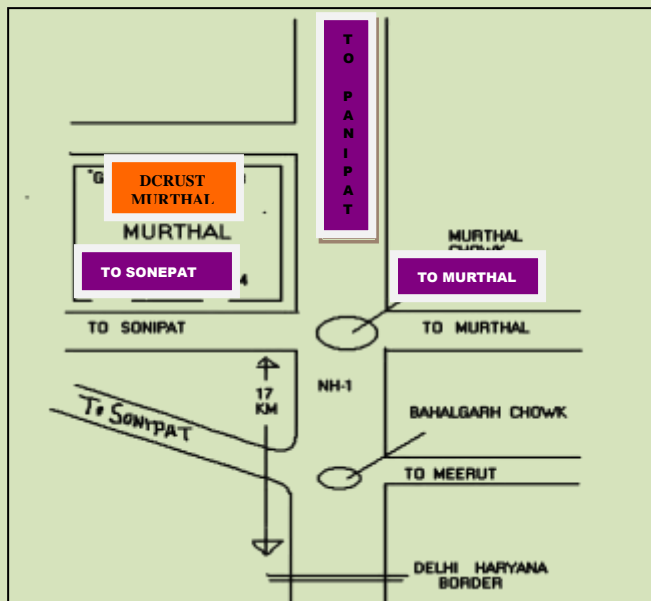 TO PANIPAT
DCRUST
MURTHAL
MURTHAL
MURTHAL
TO SONEPAT
4
TO MURTHAL
TO SONIPAT
TO MURTHAL
17
KM
NH-1
To SONIPAT
BAHALGARH CHOWK
TO MEERUT
DELHI HARYANA
BORDER